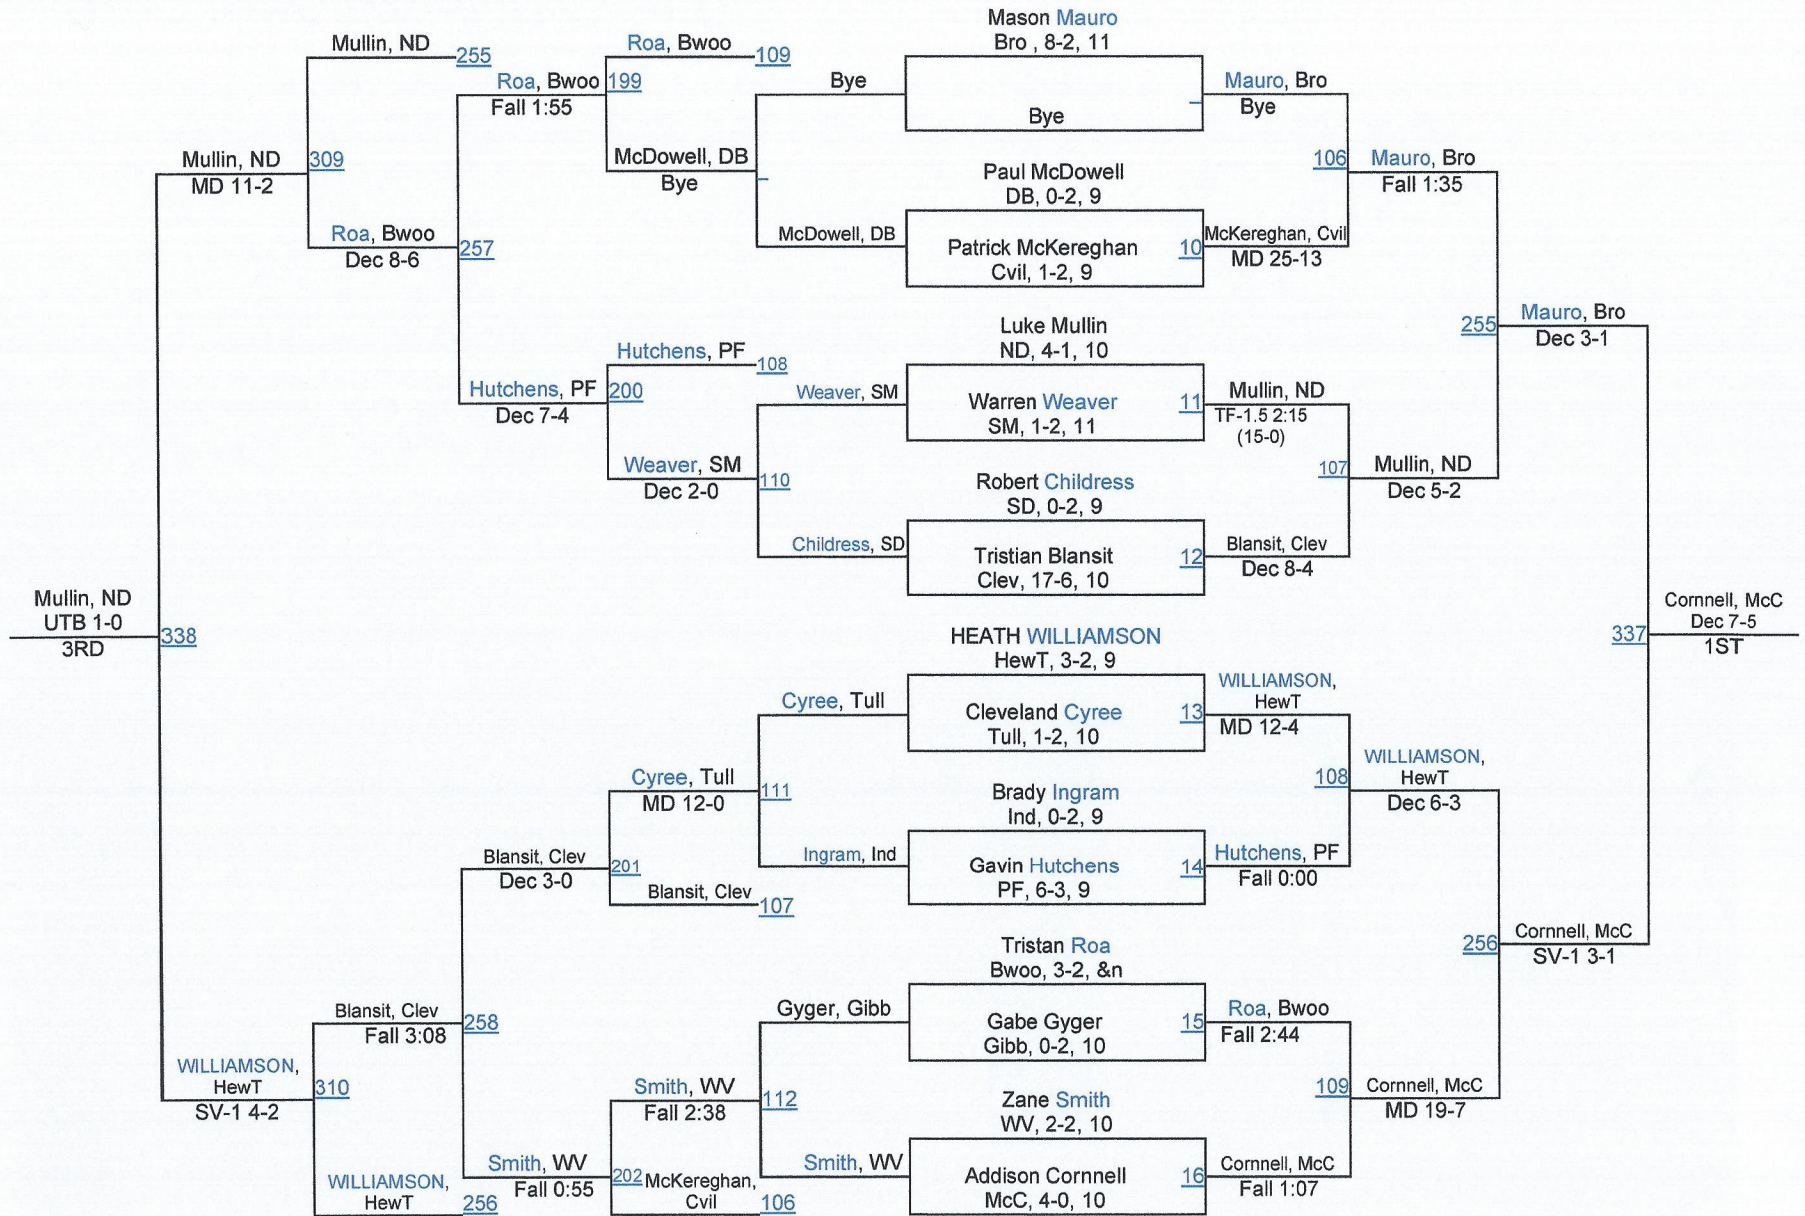 Mason Mauro
Bro , 8-2, 11
Mullin, ND
255
Roa, Bwoo
109
Roa, Bwoo
199
Fall 1:55
Bye
Bye
Mauro, Bro
Bye
Mullin, ND
MD 11-2
309
McDowell, DB
Bye
Paul McDowell
DB, 0-2, 9
106
Mauro, Bro
Fall 1:35
Roa, Bwoo
Dec 8-6
257
McDowell, DB
Patrick McKereghan
Cvil, 1-2, 9
10
McKereghan, Cvil
MD 25-13
Luke Mullin
ND, 4-1, 10
255
Mauro, Bro
Dec 3-1
Hutchens, PF
108
Hutchens, PF
200
Dec 7-4
Weaver, SM
Warren Weaver
SM, 1-2, 11
11
Mullin, ND
TF-1.5 2:15
(15-0)
Weaver, SM
Dec 2-0
110
Robert Childress
SD, 0-2, 9
107
Mullin, ND
Dec 5-2
Childress, SD
Tristian Blansit
Clev, 17-6, 10
12
Blansit, Clev
Dec 8-4
Mullin, ND
UTB 1-0
3RD
338
HEATH WILLIAMSON
HewT, 3-2, 9
337
Cornnell, McC
Dec 7-5
1ST
Cyree, Tull
Cleveland Cyree
Tull, 1-2, 10
13
WILLIAMSON,
HewT
MD 12-4
Cyree, Tull
MD 12-0
111
Brady Ingram
Ind, 0-2, 9
108
WILLIAMSON,
HewT
Dec 6-3
Blansit, Clev
Dec 3-0
201
Ingram, Ind
Gavin Hutchens
PF, 6-3, 9
14
Hutchens, PF
Fall 0:00
Blansit, Clev
107
Tristan Roa
Bwoo, 3-2, &n
256
Cornnell, McC
SV-1 3-1
Blansit, Clev
Fall 3:08
258
Gyger, Gibb
Gabe Gyger
Gibb, 0-2, 10
15
Roa, Bwoo
Fall 2:44
WILLIAMSON,
HewT
SV-1 4-2
310
Smith, WV
Fall 2:38
112
Zane Smith
WV, 2-2, 10
109
Cornnell, McC
MD 19-7
Smith, WV
Fall 0:55
202
Smith, WV
Addison Cornnell
McC, 4-0, 10
16
Cornnell, McC
Fall 1:07
WILLIAMSON,
HewT
256
McKereghan,
Cvil
106